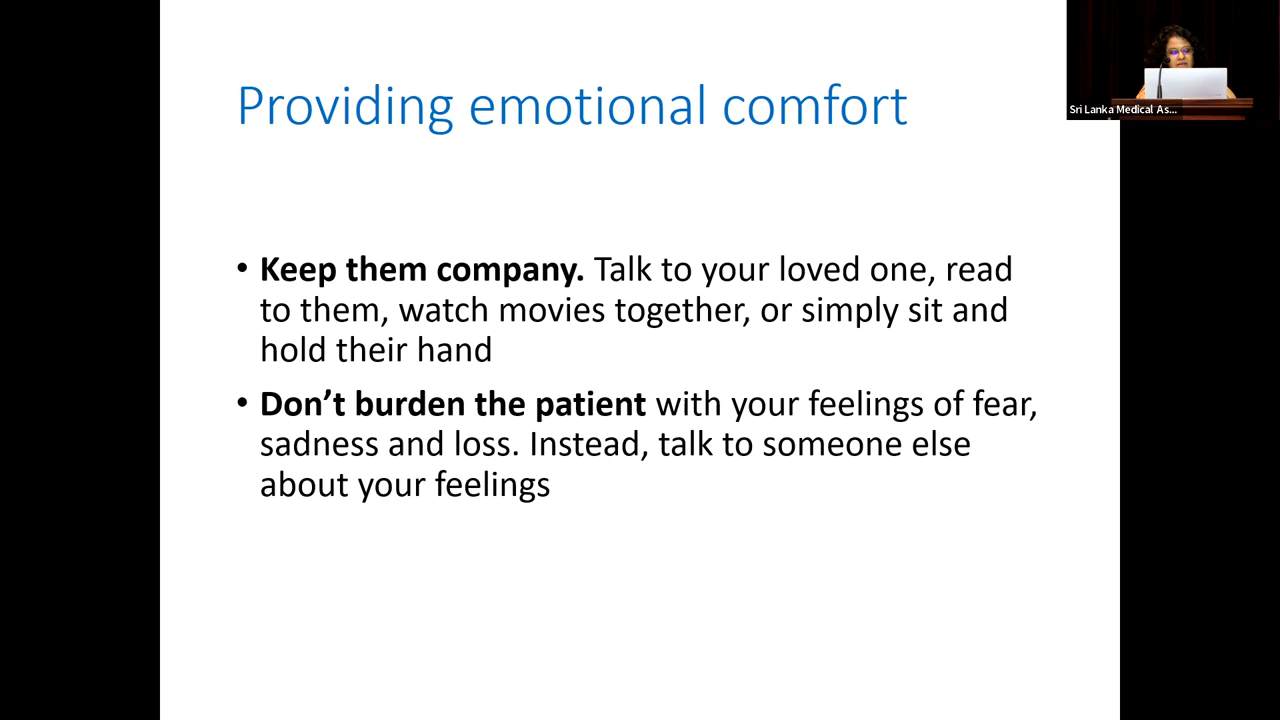 Providing emotional comfort
Sri Lanka Medical As...
• Keep them company. Talk to your loved one, read
to them, watch movies together, or simply sit and
hold their hand
• Don’t burden the patient with your feelings of fear,
sadness and loss. Instead, talk to someone else
about your feelings